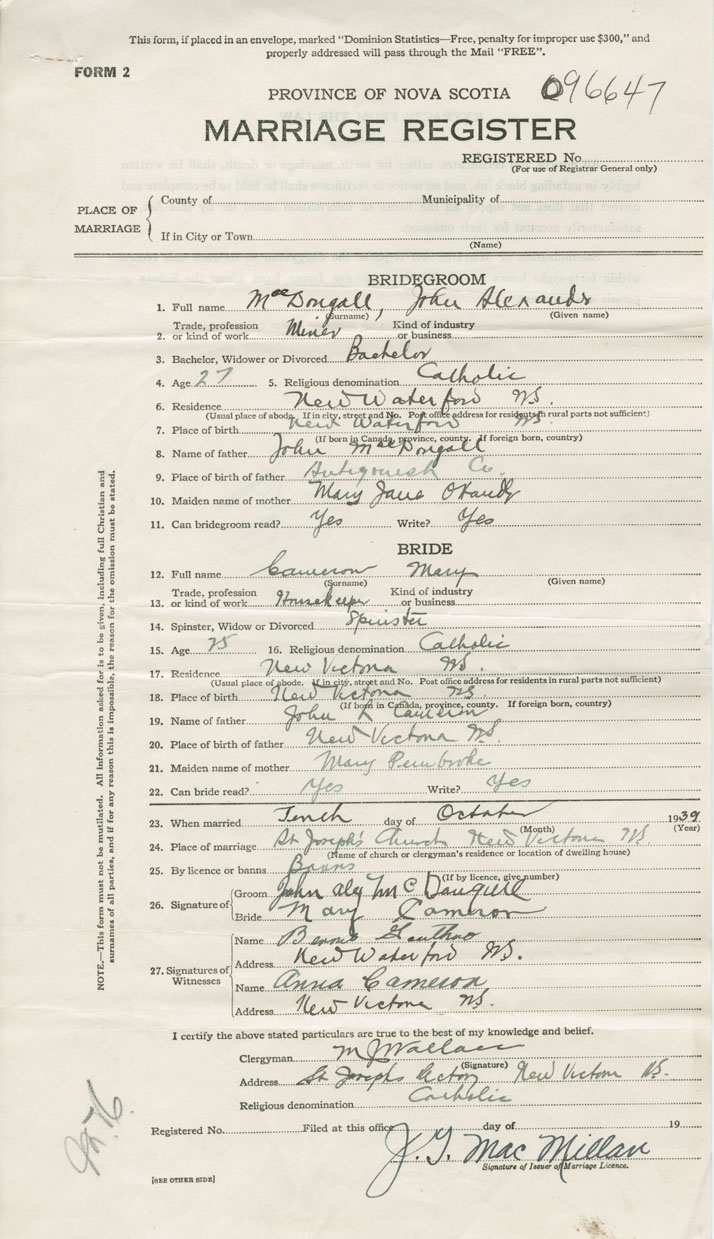 This form, if placed in an envelope, marked "Dominion Statistics—Free, penalty for improper use $300," and
properly addressed will pass through the Mail "FREE".
FORM 2
PROVINCE OF NOVA SCOTIA 096647
MARRIAGE REGISTER
REGISTERED No.
(For use of Registrar General only)
PLACE OF MARRIAGE
County of Municipality of
If in City or Town
(Name)
BRIDEGROOM
1. Full name MacDougall, John Alexander
(Surname) (Given name)
2. Trade, profession or kind of work Miner Kind of industry or business
3. Bachelor, Widower or Divorced Bachelor
4. Age 27 5. Religious denomination Catholic
6. Residence New Waterford NS.
(Usual place of abode. If in city, street and No. Post office address for residents in rural parts not sufficient)
7. Place of birth New Waterford NS.
(If born in Canada, province, county. If foreign born, country)
8. Name of father John MacDougall
9. Place of birth of father Antigonish Co.
10. Maiden name of mother Mary Jane O'Handly
11. Can bridegroom read? Yes Write? Yes
BRIDE
12. Full name Cameron Mary
(Surname) (Given name)
13. Trade, profession or kind of work Housekeeper Kind of industry or business
14. Spinster, Widow or Divorced Spinster
15. Age 25 16. Religious denomination Catholic
17. Residence New Victoria NS.
(Usual place of abode. If in city, street and No. Post office address for residents in rural parts not sufficient)
18. Place of birth New Victoria NS.
(If born in Canada, province, county. If foreign born, country)
19. Name of father John Cameron
20. Place of birth of father New Victoria NS.
21. Maiden name of mother Mary Pembroke
22. Can bride read? Yes Write? Yes
23. When married Tenth day of October 1939
(Month) (Year)
24. Place of marriage St Joseph's Church New Victoria NS.
(Name of church or clergyman's residence or location of dwelling house)
25. By licence or banns Banns
(If by licence, give number)
26. Signature of
Groom John Alex McDougall
Bride Mary Cameron
27. Signatures of Witnesses
Name
Address New Waterford NS.
Name Anna Cameron
Address New Victoria NS.
I certify the above stated particulars are true to the best of my knowledge and belief.
Clergyman M J Wallace
(Signature)
Address St Josephs Rectory New Victoria NS.
Religious denomination Catholic
Registered No. Filed at this office day of 19
J. G. MacMillan
Signature of Issuer of Marriage Licence.
[SEE OTHER SIDE]
NOTE.—This form must not be mutilated. All information asked for is to be given, including full Christian and
surnames of all parties, and if for any reason this is impossible, the reason for the omission must be stated.